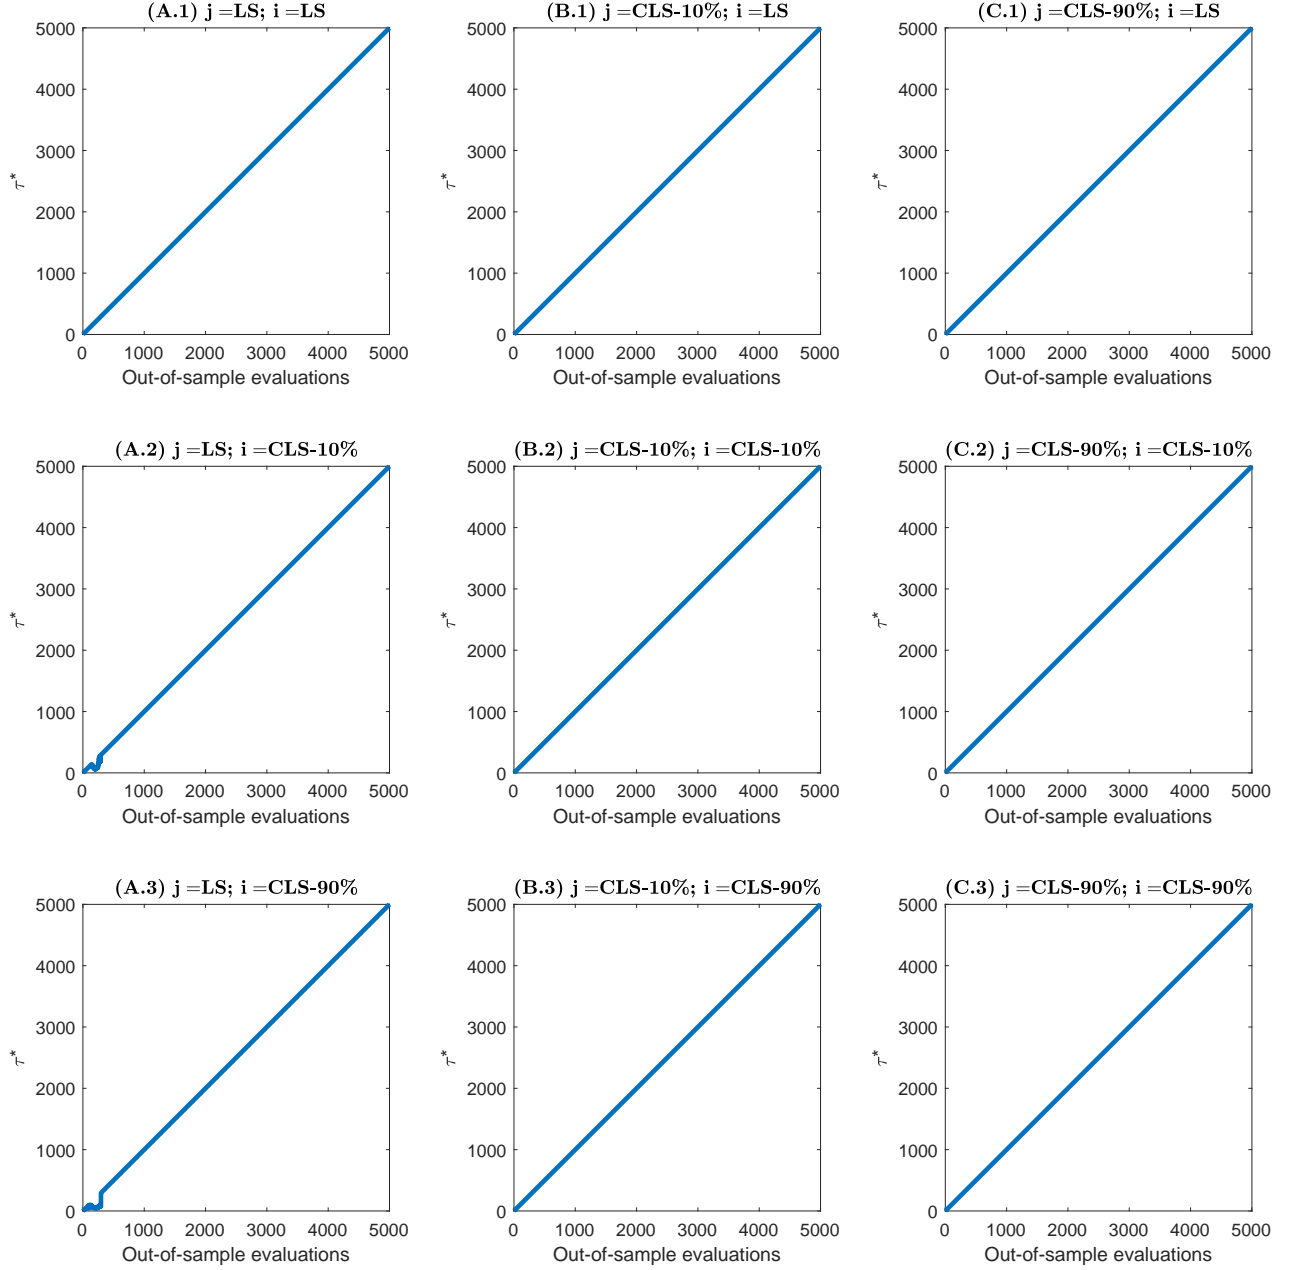 (A.1) j =LS; i =LS
5000
4000
3000
2000
1000
0
τ*
0 1000 2000 3000 4000 5000
Out-of-sample evaluations
(B.1) j =CLS-10%; i =LS
5000
4000
3000
2000
1000
0
τ*
0 1000 2000 3000 4000 5000
Out-of-sample evaluations
(C.1) j =CLS-90%; i =LS
5000
4000
3000
2000
1000
0
τ*
0 1000 2000 3000 4000 5000
Out-of-sample evaluations
(A.2) j =LS; i =CLS-10%
5000
4000
3000
2000
1000
0
τ*
0 1000 2000 3000 4000 5000
Out-of-sample evaluations
(B.2) j =CLS-10%; i =CLS-10%
5000
4000
3000
2000
1000
0
τ*
0 1000 2000 3000 4000 5000
Out-of-sample evaluations
(C.2) j =CLS-90%; i =CLS-10%
5000
4000
3000
2000
1000
0
τ*
0 1000 2000 3000 4000 5000
Out-of-sample evaluations
(A.3) j =LS; i =CLS-90%
5000
4000
3000
2000
1000
0
τ*
0 1000 2000 3000 4000 5000
Out-of-sample evaluations
(B.3) j =CLS-10%; i =CLS-90%
5000
4000
3000
2000
1000
0
τ*
0 1000 2000 3000 4000 5000
Out-of-sample evaluations
(C.3) j =CLS-90%; i =CLS-90%
5000
4000
3000
2000
1000
0
τ*
0 1000 2000 3000 4000 5000
Out-of-sample evaluations